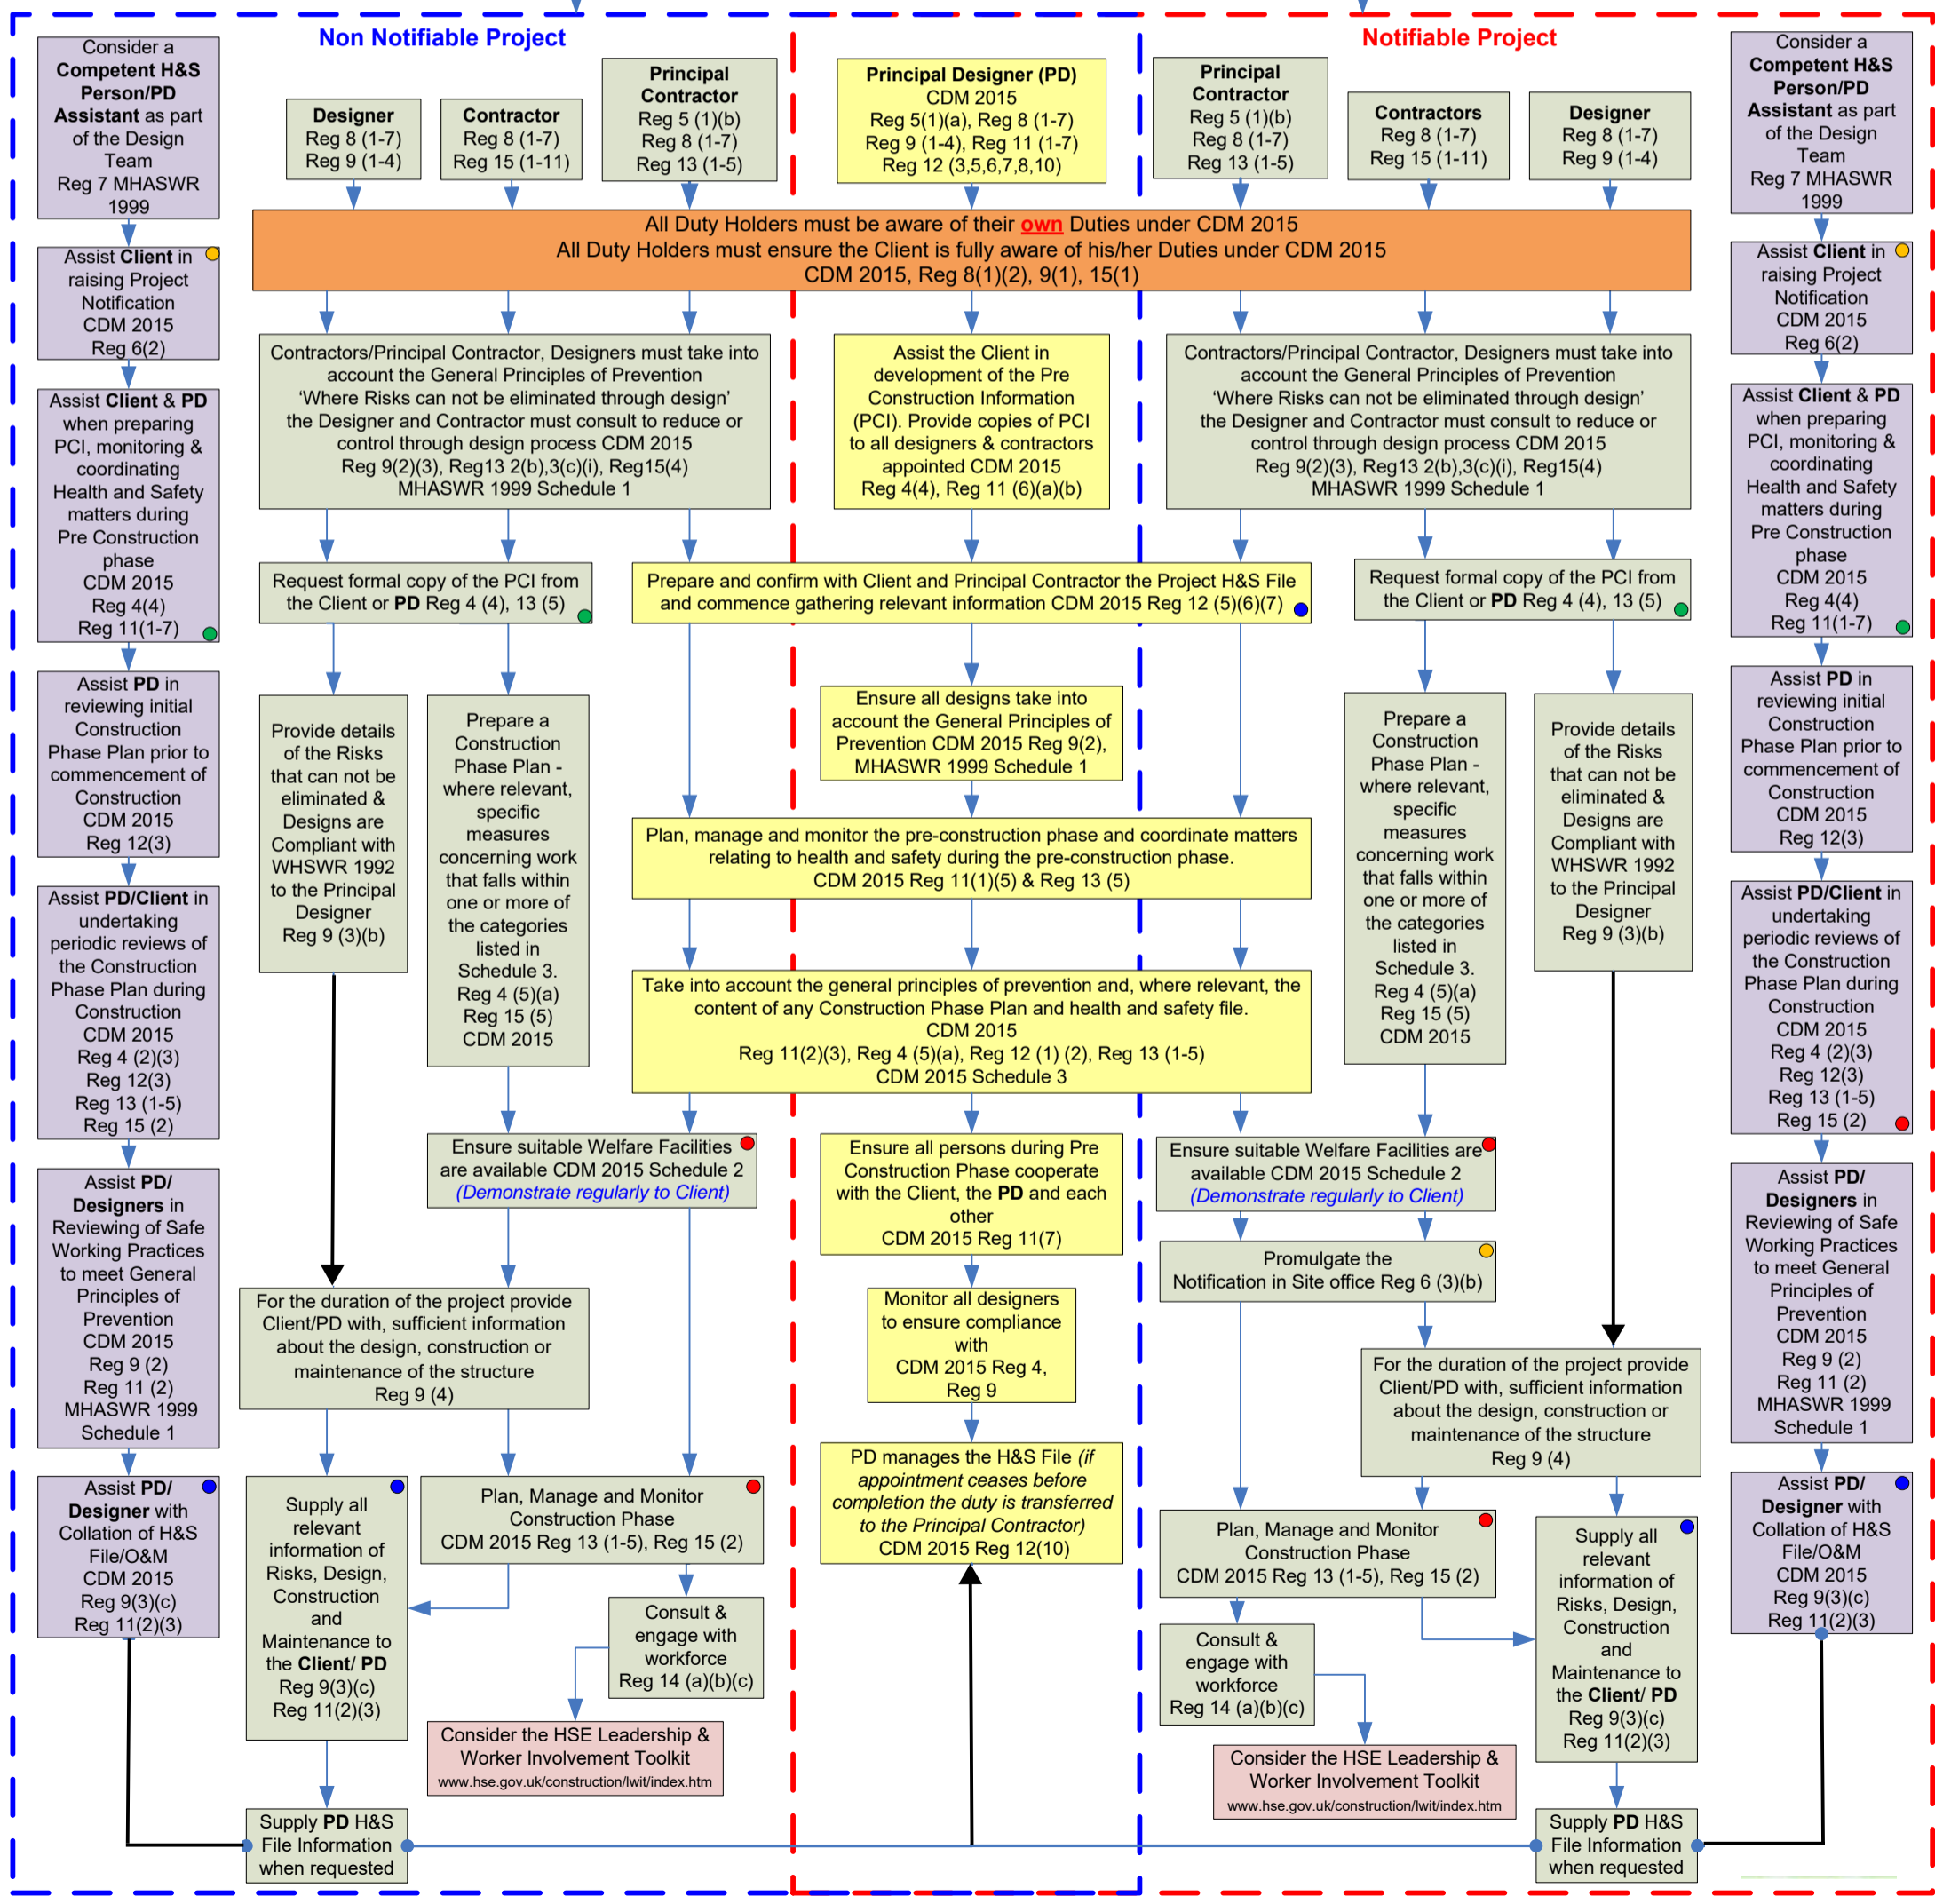 Non Notifiable Project
Notifiable Project
Consider a
Competent H&S
Person/PD
Assistant as part
of the Design
Team
Reg 7 MHASWR
1999
Assist Client in
raising Project
Notification
CDM 2015
Reg 6(2)
Assist Client & PD
when preparing
PCI, monitoring &
coordinating
Health and Safety
matters during
Pre Construction
phase
CDM 2015
Reg 4(4)
Reg 11(1-7)
Assist PD in
reviewing initial
Construction
Phase Plan prior to
commencement of
Construction
CDM 2015
Reg 12(3)
Assist PD/Client in
undertaking
periodic reviews of
the Construction
Phase Plan during
Construction
CDM 2015
Reg 4 (2)(3)
Reg 12(3)
Reg 13 (1-5)
Reg 15 (2)
Assist PD/
Designers in
Reviewing of Safe
Working Practices
to meet General
Principles of
Prevention
CDM 2015
Reg 9 (2)
Reg 11 (2)
MHASWR 1999
Schedule 1
Assist PD/
Designer with
Collation of H&S
File/O&M
CDM 2015
Reg 9(3)(c)
Reg 11(2)(3)
Designer
Reg 8 (1-7)
Reg 9 (1-4)
Contractor
Reg 8 (1-7)
Reg 15 (1-11)
Principal
Contractor
Reg 5 (1)(b)
Reg 8 (1-7)
Reg 13 (1-5)
Principal Designer (PD)
CDM 2015
Reg 5(1)(a), Reg 8 (1-7)
Reg 9 (1-4), Reg 11 (1-7)
Reg 12 (3,5,6,7,8,10)
Principal
Contractor
Reg 5 (1)(b)
Reg 8 (1-7)
Reg 13 (1-5)
Contractors
Reg 8 (1-7)
Reg 15 (1-11)
Designer
Reg 8 (1-7)
Reg 9 (1-4)
All Duty Holders must be aware of their own Duties under CDM 2015
All Duty Holders must ensure the Client is fully aware of his/her Duties under CDM 2015
CDM 2015, Reg 8(1)(2), 9(1), 15(1)
Contractors/Principal Contractor, Designers must take into
account the General Principles of Prevention
‘Where Risks can not be eliminated through design’
the Designer and Contractor must consult to reduce or
control through design process CDM 2015
Reg 9(2)(3), Reg13 2(b),3(c)(i), Reg15(4)
MHASWR 1999 Schedule 1
Assist the Client in
development of the Pre
Construction Information
(PCI). Provide copies of PCI
to all designers & contractors
appointed CDM 2015
Reg 4(4), Reg 11 (6)(a)(b)
Contractors/Principal Contractor, Designers must take into
account the General Principles of Prevention
‘Where Risks can not be eliminated through design’
the Designer and Contractor must consult to reduce or
control through design process CDM 2015
Reg 9(2)(3), Reg13 2(b),3(c)(i), Reg15(4)
MHASWR 1999 Schedule 1
Request formal copy of the PCI from
the Client or PD Reg 4 (4), 13 (5)
Prepare and confirm with Client and Principal Contractor the Project H&S File
and commence gathering relevant information CDM 2015 Reg 12 (5)(6)(7)
Request formal copy of the PCI from
the Client or PD Reg 4 (4), 13 (5)
Provide details
of the Risks
that can not be
eliminated &
Designs are
Compliant with
WHSWR 1992
to the Principal
Designer
Reg 9 (3)(b)
Prepare a
Construction
Phase Plan -
where relevant,
specific
measures
concerning work
that falls within
one or more of
the categories
listed in
Schedule 3.
Reg 4 (5)(a)
Reg 15 (5)
CDM 2015
Ensure all designs take into
account the General Principles of
Prevention CDM 2015 Reg 9(2),
MHASWR 1999 Schedule 1
Plan, manage and monitor the pre-construction phase and coordinate matters
relating to health and safety during the pre-construction phase.
CDM 2015 Reg 11(1)(5) & Reg 13 (5)
Take into account the general principles of prevention and, where relevant, the
content of any Construction Phase Plan and health and safety file.
CDM 2015
Reg 11(2)(3), Reg 4 (5)(a), Reg 12 (1) (2), Reg 13 (1-5)
CDM 2015 Schedule 3
Prepare a
Construction
Phase Plan -
where relevant,
specific
measures
concerning work
that falls within
one or more of
the categories
listed in
Schedule 3.
Reg 4 (5)(a)
Reg 15 (5)
CDM 2015
Provide details
of the Risks
that can not be
eliminated &
Designs are
Compliant with
WHSWR 1992
to the Principal
Designer
Reg 9 (3)(b)
Ensure suitable Welfare Facilities
are available CDM 2015 Schedule 2
(Demonstrate regularly to Client)
Ensure all persons during Pre
Construction Phase cooperate
with the Client, the PD and each
other
CDM 2015 Reg 11(7)
Ensure suitable Welfare Facilities are
available CDM 2015 Schedule 2
(Demonstrate regularly to Client)
Promulgate the
Notification in Site office Reg 6 (3)(b)
For the duration of the project provide
Client/PD with, sufficient information
about the design, construction or
maintenance of the structure
Reg 9 (4)
Monitor all designers
to ensure compliance
with
CDM 2015 Reg 4,
Reg 9
For the duration of the project provide
Client/PD with, sufficient information
about the design, construction or
maintenance of the structure
Reg 9 (4)
Supply all
relevant
information of
Risks, Design,
Construction
and
Maintenance to
the Client/ PD
Reg 9(3)(c)
Reg 11(2)(3)
Plan, Manage and Monitor
Construction Phase
CDM 2015 Reg 13 (1-5), Reg 15 (2)
PD manages the H&S File (if
appointment ceases before
completion the duty is transferred
to the Principal Contractor)
CDM 2015 Reg 12(10)
Plan, Manage and Monitor
Construction Phase
CDM 2015 Reg 13 (1-5), Reg 15 (2)
Supply all
relevant
information of
Risks, Design,
Construction
and
Maintenance to
the Client/ PD
Reg 9(3)(c)
Reg 11(2)(3)
Consult &
engage with
workforce
Reg 14 (a)(b)(c)
Consult &
engage with
workforce
Reg 14 (a)(b)(c)
Consider the HSE Leadership &
Worker Involvement Toolkit
www.hse.gov.uk/construction/lwit/index.htm
Consider the HSE Leadership &
Worker Involvement Toolkit
www.hse.gov.uk/construction/lwit/index.htm
Supply PD H&S
File Information
when requested
Supply PD H&S
File Information
when requested
Consider a
Competent H&S
Person/PD
Assistant as part
of the Design
Team
Reg 7 MHASWR
1999
Assist Client in
raising Project
Notification
CDM 2015
Reg 6(2)
Assist Client & PD
when preparing
PCI, monitoring &
coordinating
Health and Safety
matters during
Pre Construction
phase
CDM 2015
Reg 4(4)
Reg 11(1-7)
Assist PD in
reviewing initial
Construction
Phase Plan prior to
commencement of
Construction
CDM 2015
Reg 12(3)
Assist PD/Client in
undertaking
periodic reviews of
the Construction
Phase Plan during
Construction
CDM 2015
Reg 4 (2)(3)
Reg 12(3)
Reg 13 (1-5)
Reg 15 (2)
Assist PD/
Designers in
Reviewing of Safe
Working Practices
to meet General
Principles of
Prevention
CDM 2015
Reg 9 (2)
Reg 11 (2)
MHASWR 1999
Schedule 1
Assist PD/
Designer with
Collation of H&S
File/O&M
CDM 2015
Reg 9(3)(c)
Reg 11(2)(3)